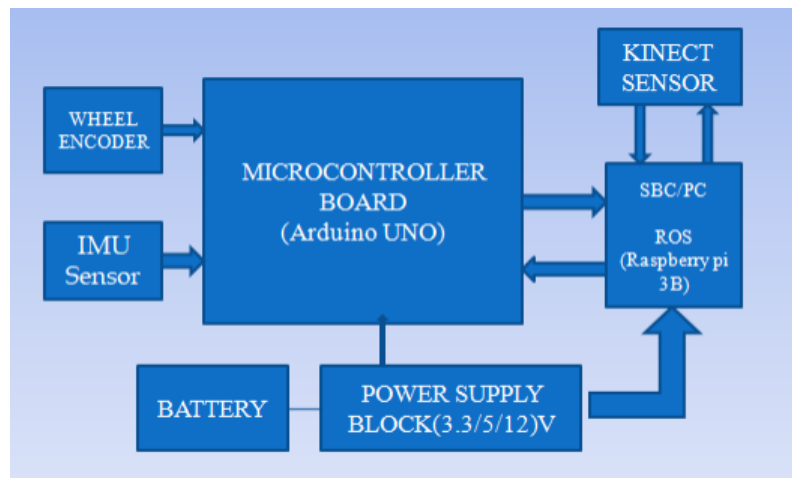 KINECT
SENSOR
WHEEL
ENCODER
MICROCONTROLLER
BOARD
(Arduino UNO)
SBC/PC
ROS
(Raspberry pi
3B)
IMU
Sensor
BATTERY
POWER SUPPLY
BLOCK(3.3/5/12)V